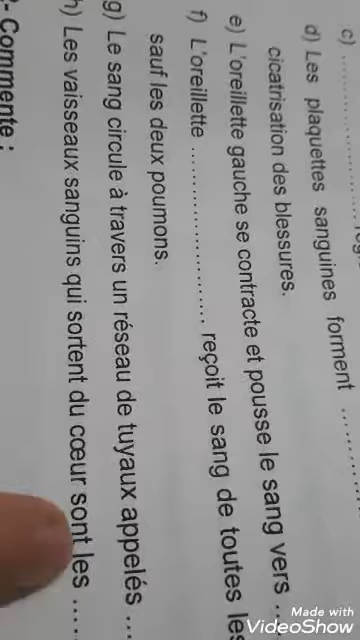 c) ....................
d) Les plaquettes sanguines forment ............
cicatrisation des blessures.
e) L'oreillette gauche se contracte et pousse le sang vers ...
f) L'oreillette ........................ reçoit le sang de toutes les
sauf les deux poumons.
g) Le sang circule à travers un réseau de tuyaux appelés ...
h) Les vaisseaux sanguins qui sortent du cœur sont les ....
- Commente :
Made with
VideoShow